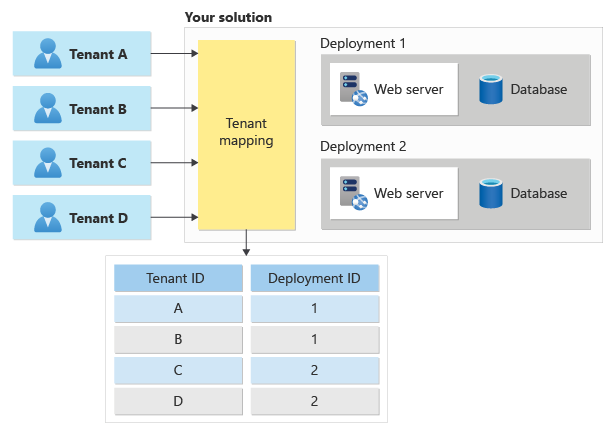 Your solution
Tenant A
Tenant B
Tenant C
Tenant D
Tenant
mapping
Deployment 1
Web server
Database
Deployment 2
Web server
Database
Tenant ID Deployment ID
A 1
B 1
C 2
D 2